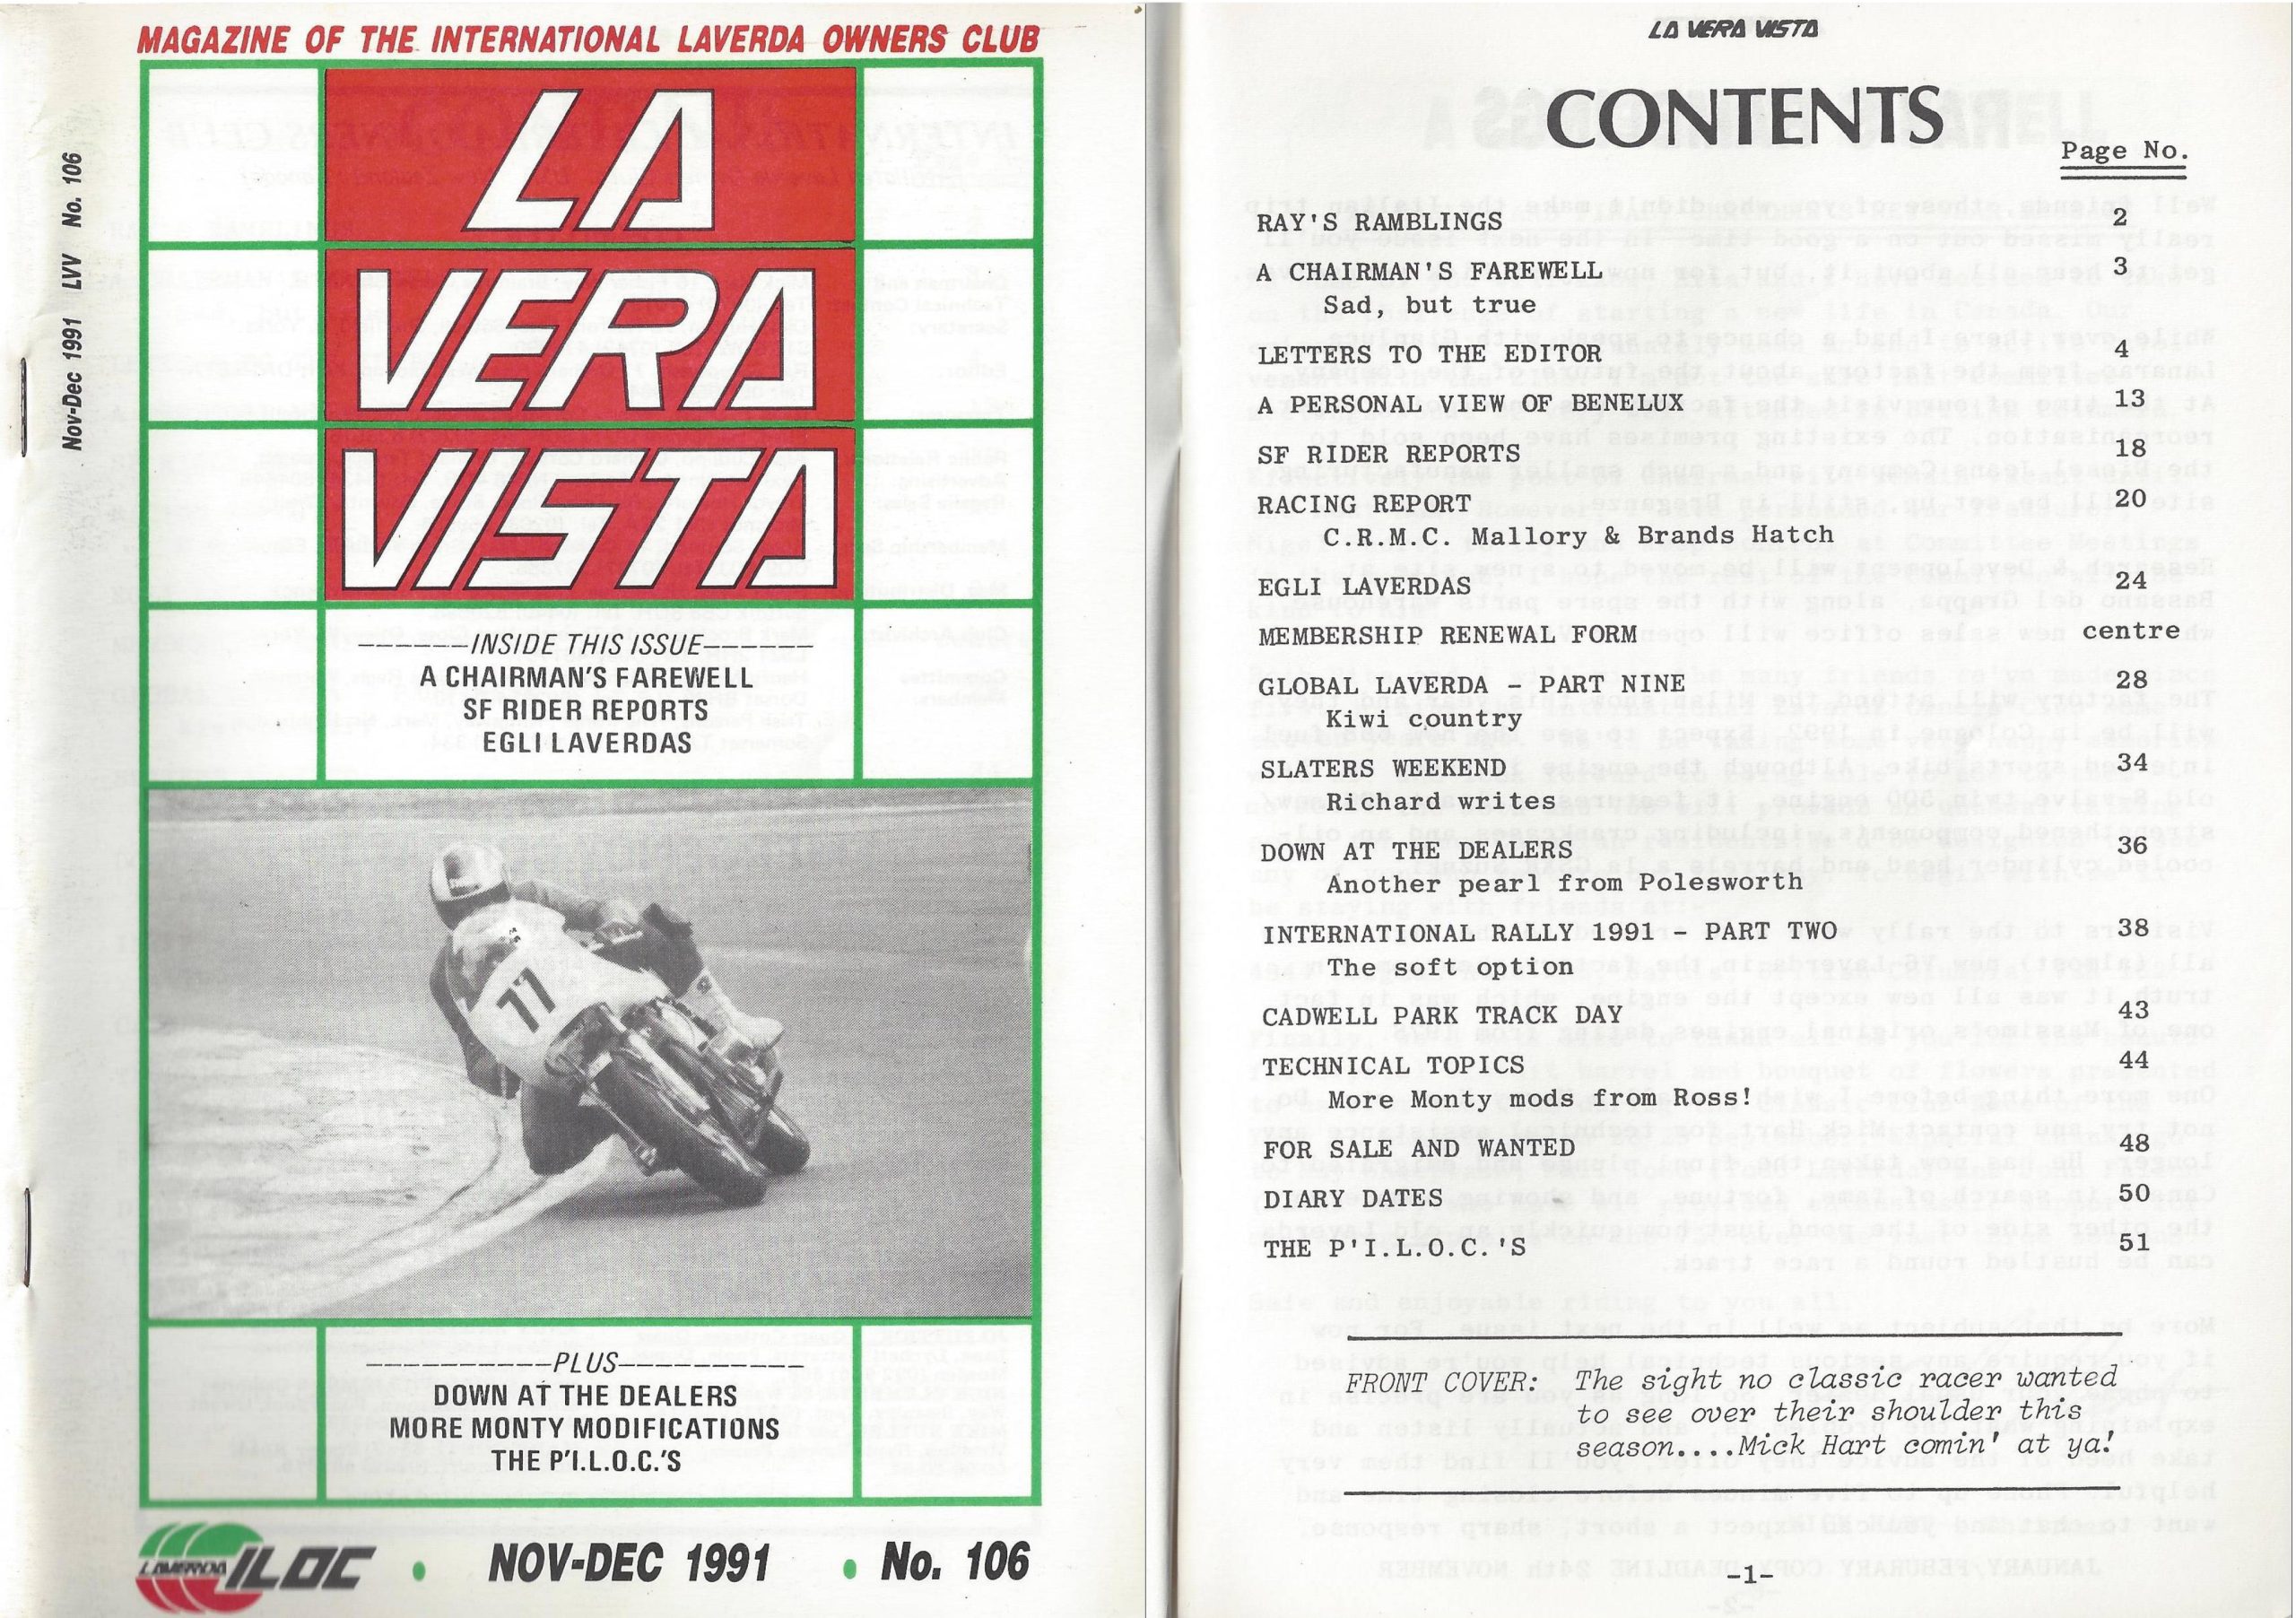 MAGAZINE OF THE INTERNATIONAL LAVERDA OWNERS CLUB
Nov-Dec 1991 LVV No. 106
LA
VERA
VISTA
------INSIDE THIS ISSUE------
A CHAIRMAN'S FAREWELL
SF RIDER REPORTS
EGLI LAVERDAS
77
----------PLUS----------
DOWN AT THE DEALERS
MORE MONTY MODIFICATIONS
THE P'I.L.O.C.'S
LAVERDA ILOC • NOV-DEC 1991 • No. 106
LA VERA VISTA
CONTENTS
Page No.
RAY'S RAMBLINGS 2
A CHAIRMAN'S FAREWELL 3
Sad, but true
LETTERS TO THE EDITOR 4
A PERSONAL VIEW OF BENELUX 13
SF RIDER REPORTS 18
RACING REPORT 20
C.R.M.C. Mallory & Brands Hatch
EGLI LAVERDAS 24
MEMBERSHIP RENEWAL FORM centre
GLOBAL LAVERDA - PART NINE 28
Kiwi country
SLATERS WEEKEND 34
Richard writes
DOWN AT THE DEALERS 36
Another pearl from Polesworth
INTERNATIONAL RALLY 1991 - PART TWO 38
The soft option
CADWELL PARK TRACK DAY 43
TECHNICAL TOPICS 44
More Monty mods from Ross!
FOR SALE AND WANTED 48
DIARY DATES 50
THE P'I.L.O.C.'S 51
FRONT COVER: The sight no classic racer wanted
to see over their shoulder this
season....Mick Hart comin' at ya!
-1-